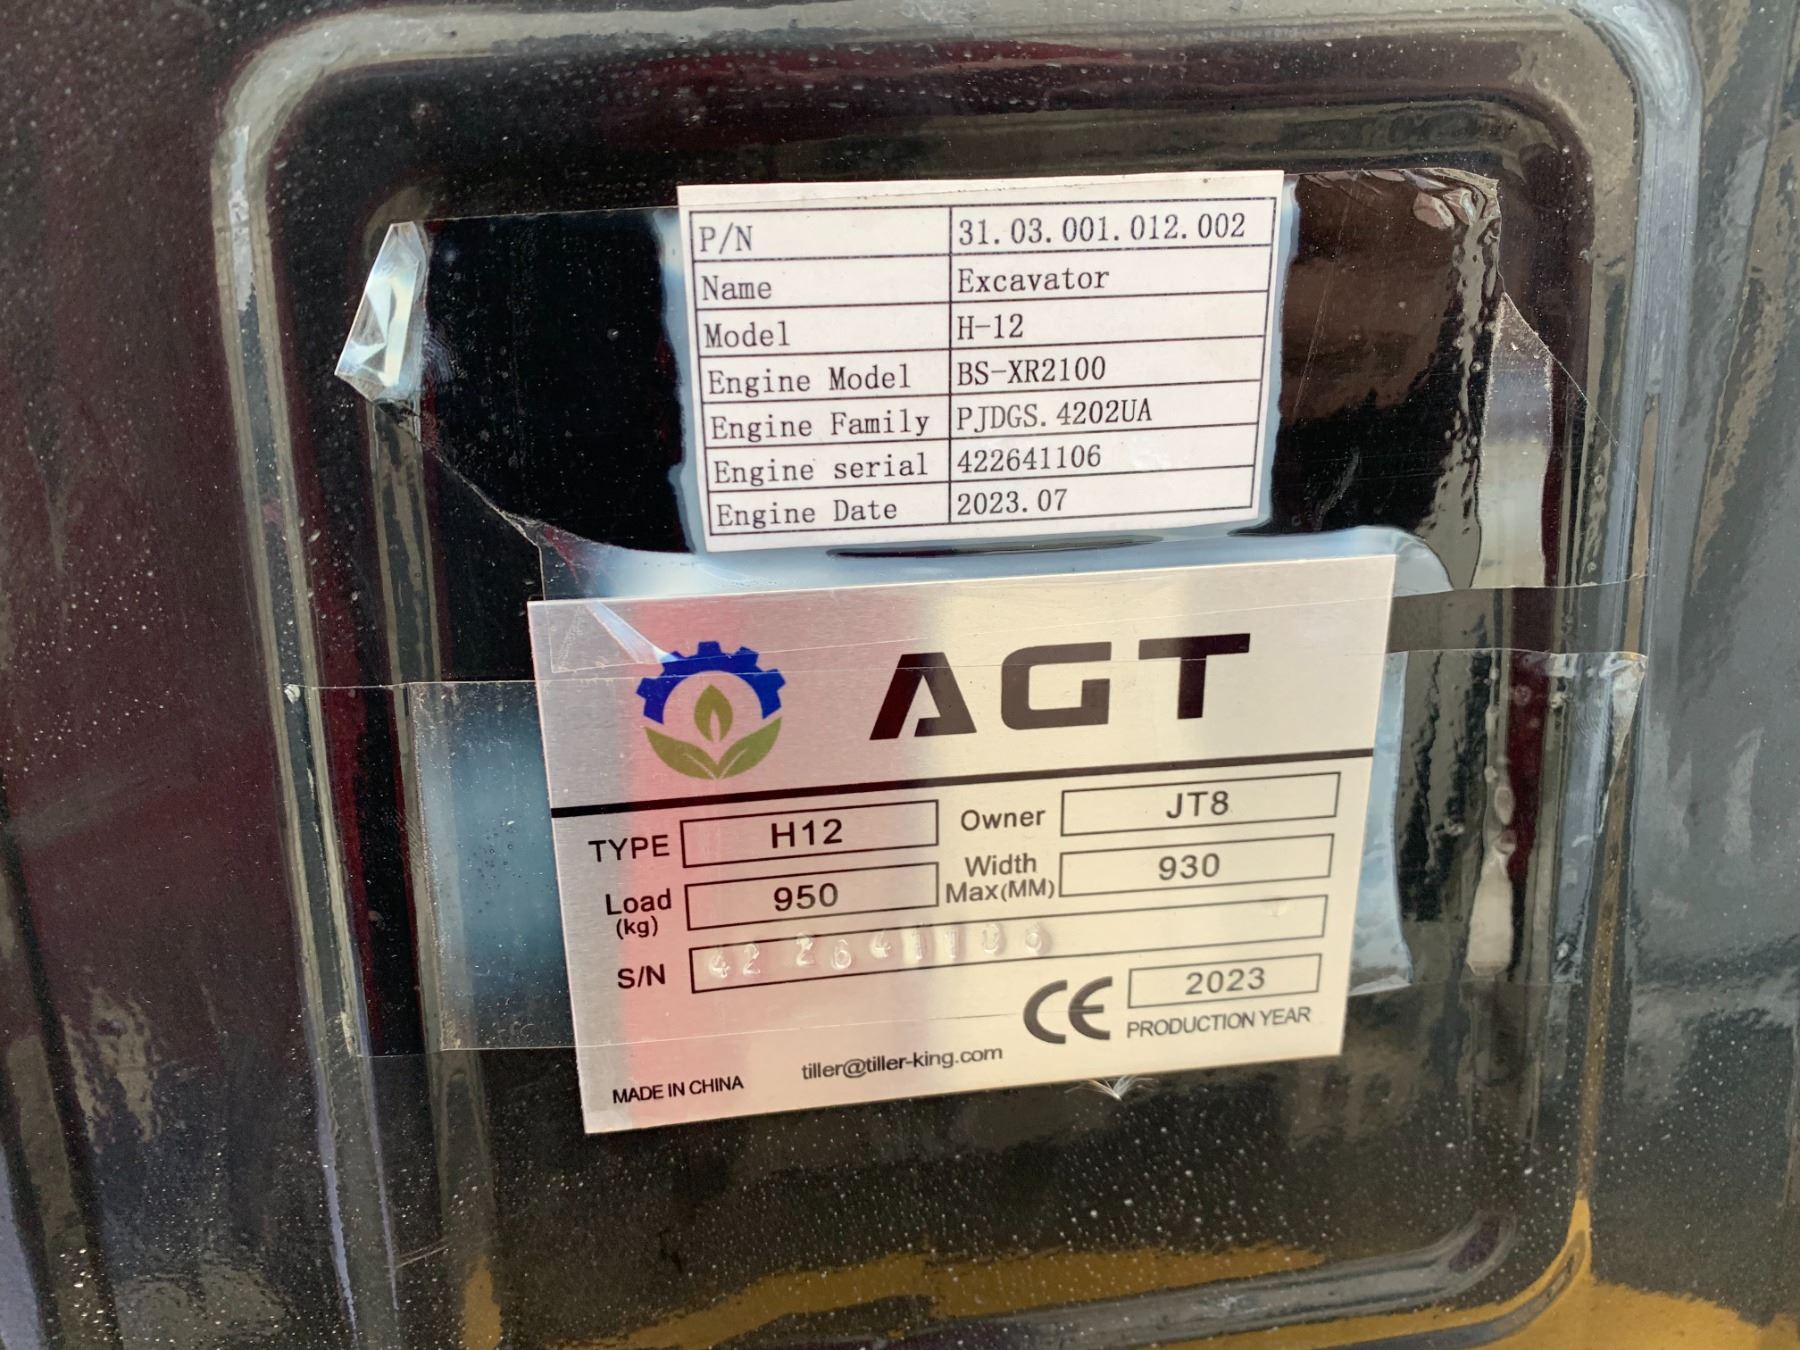 P/N 31.03.001.012.002
Name Excavator
Model H-12
Engine Model BS-XR2100
Engine Family PJDGS.4202UA
Engine serial 422641106
Engine Date 2023.07
AGT
TYPE H12 Owner JT8
Load (kg) 950 Width Max(MM) 930
S/N 42 2641106
CE 2023
PRODUCTION YEAR
MADE IN CHINA tiller@tiller-king.com